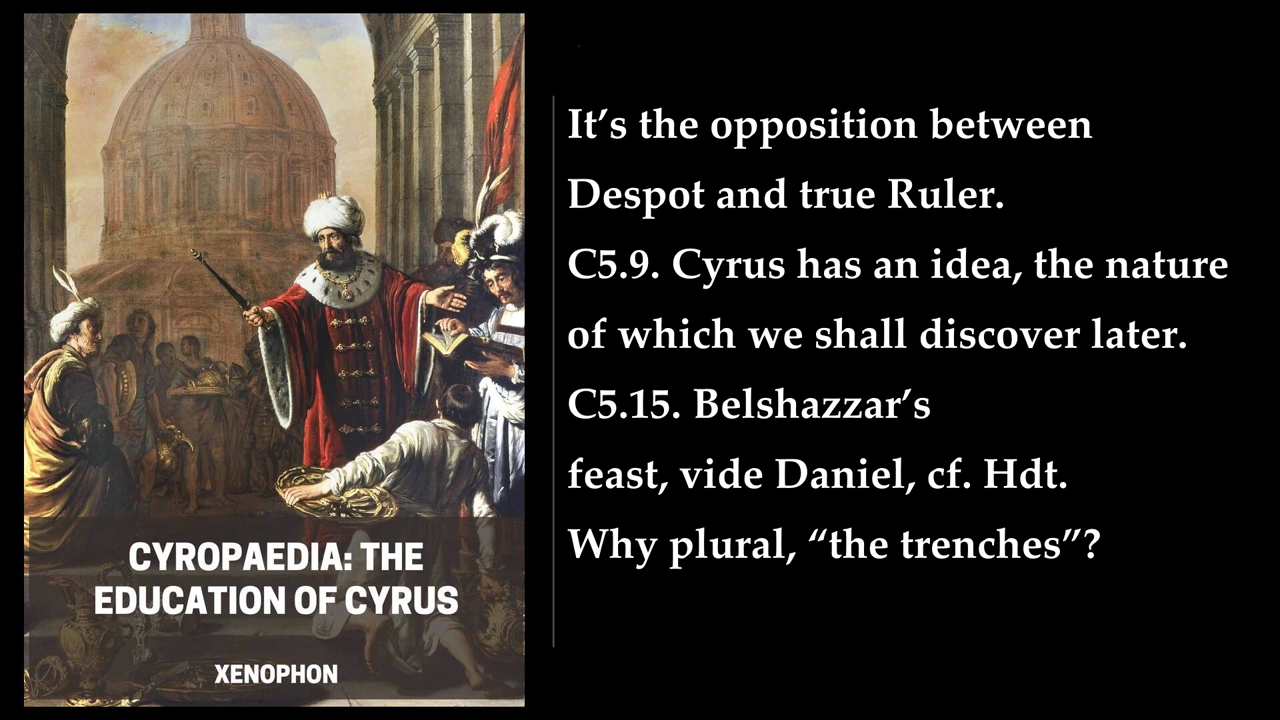 CYROPAEDIA: THE
EDUCATION OF CYRUS
XENOPHON
It’s the opposition between
Despot and true Ruler.
C5.9. Cyrus has an idea, the nature
of which we shall discover later.
C5.15. Belshazzar’s
feast, vide Daniel, cf. Hdt.
Why plural, “the trenches”?